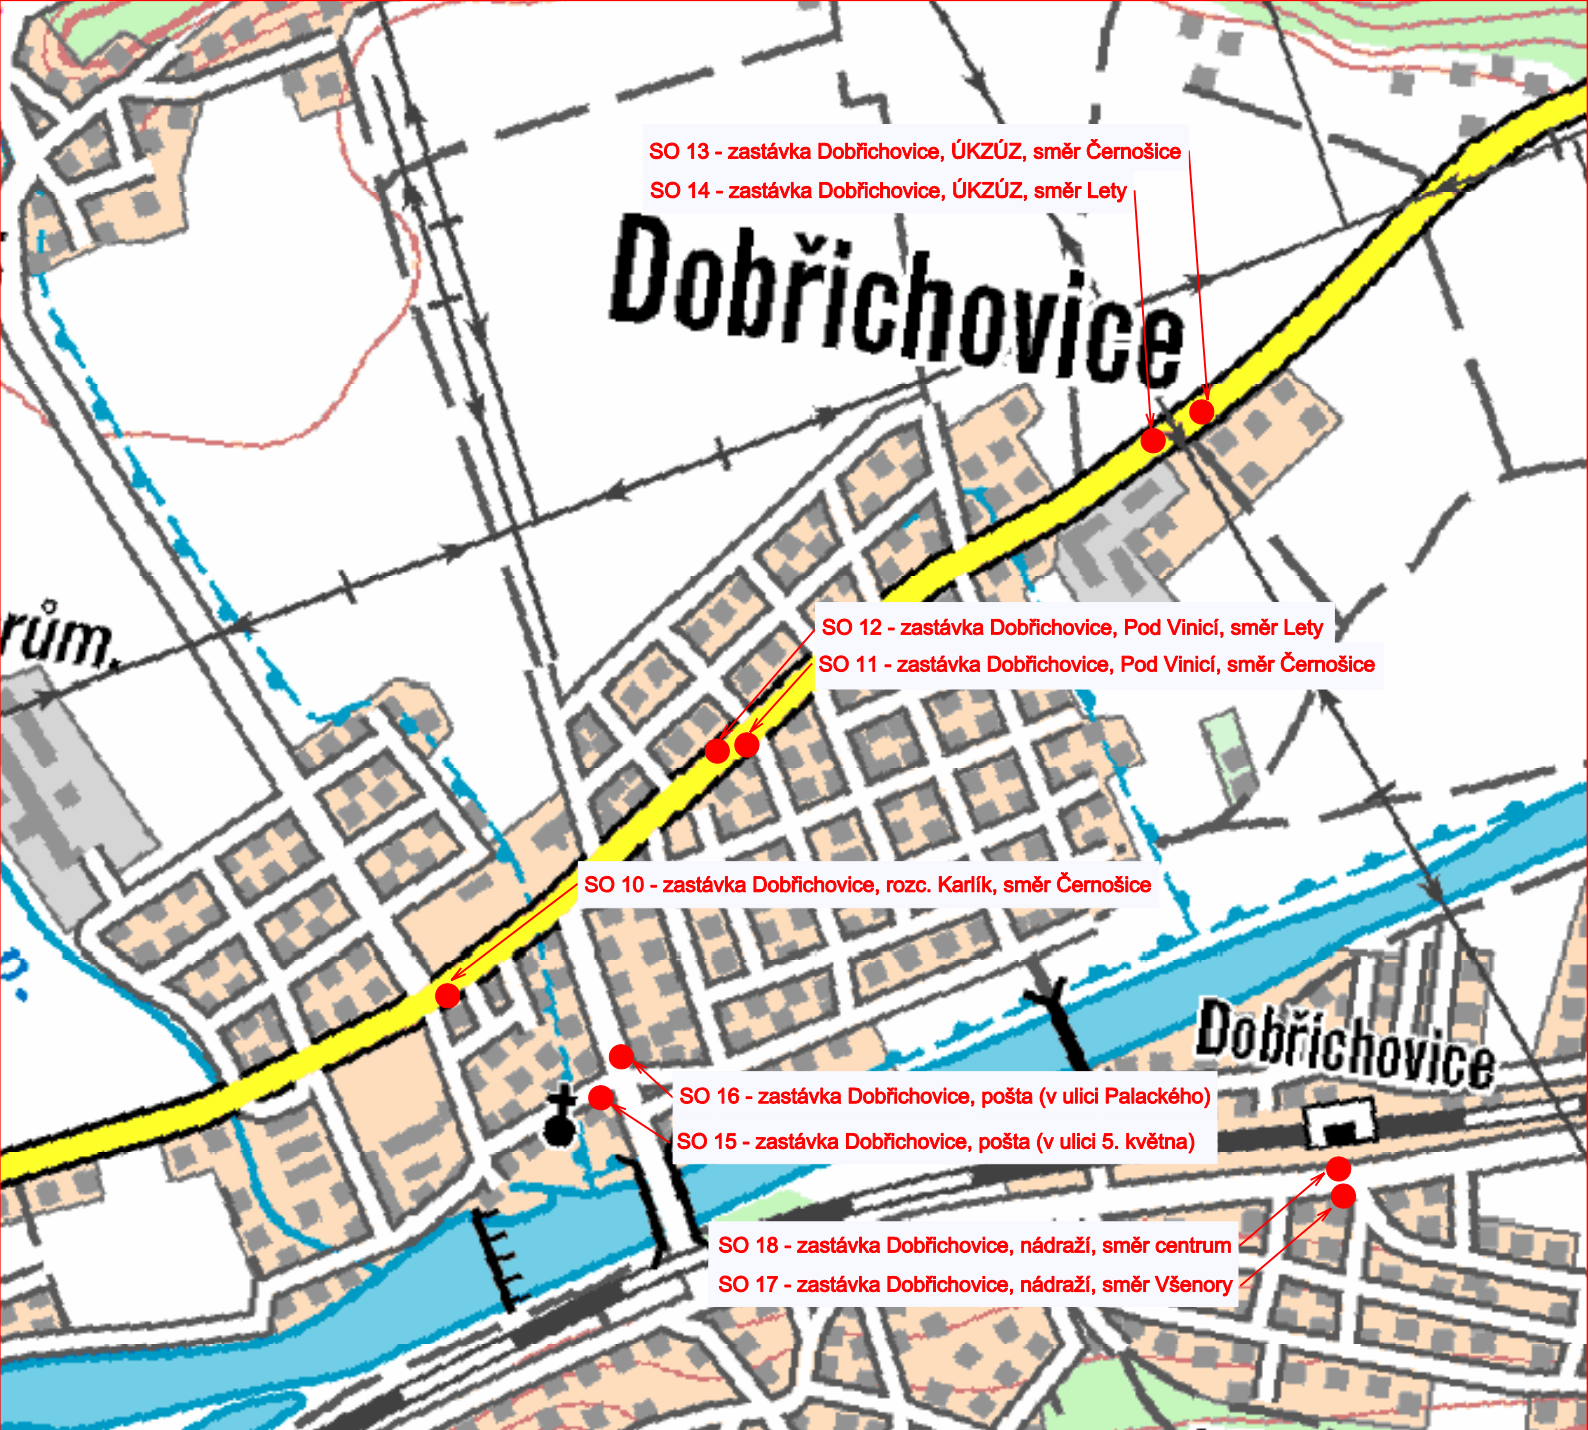 SO 13 - zastávka Dobřichovice, ÚKZÚZ, směr Černošice
SO 14 - zastávka Dobřichovice, ÚKZÚZ, směr Lety
Dobřichovice
růım.
SO 12 - zastávka Dobřichovice, Pod Vinicí, směr Lety
SO 11 - zastávka Dobřichovice, Pod Vinicí, směr Černošice
SO 10 - zastávka Dobřichovice, rozc. Karlík, směr Černošice
p.
Dobřichovice
SO 16 - zastávka Dobřichovice, pošta (v ulici Palackého)
SO 15 - zastávka Dobřichovice, pošta (v ulici 5. května)
SO 18 - zastávka Dobřichovice, nádraží, směr centrum
SO 17 - zastávka Dobřichovice, nádraží, směr Všenory